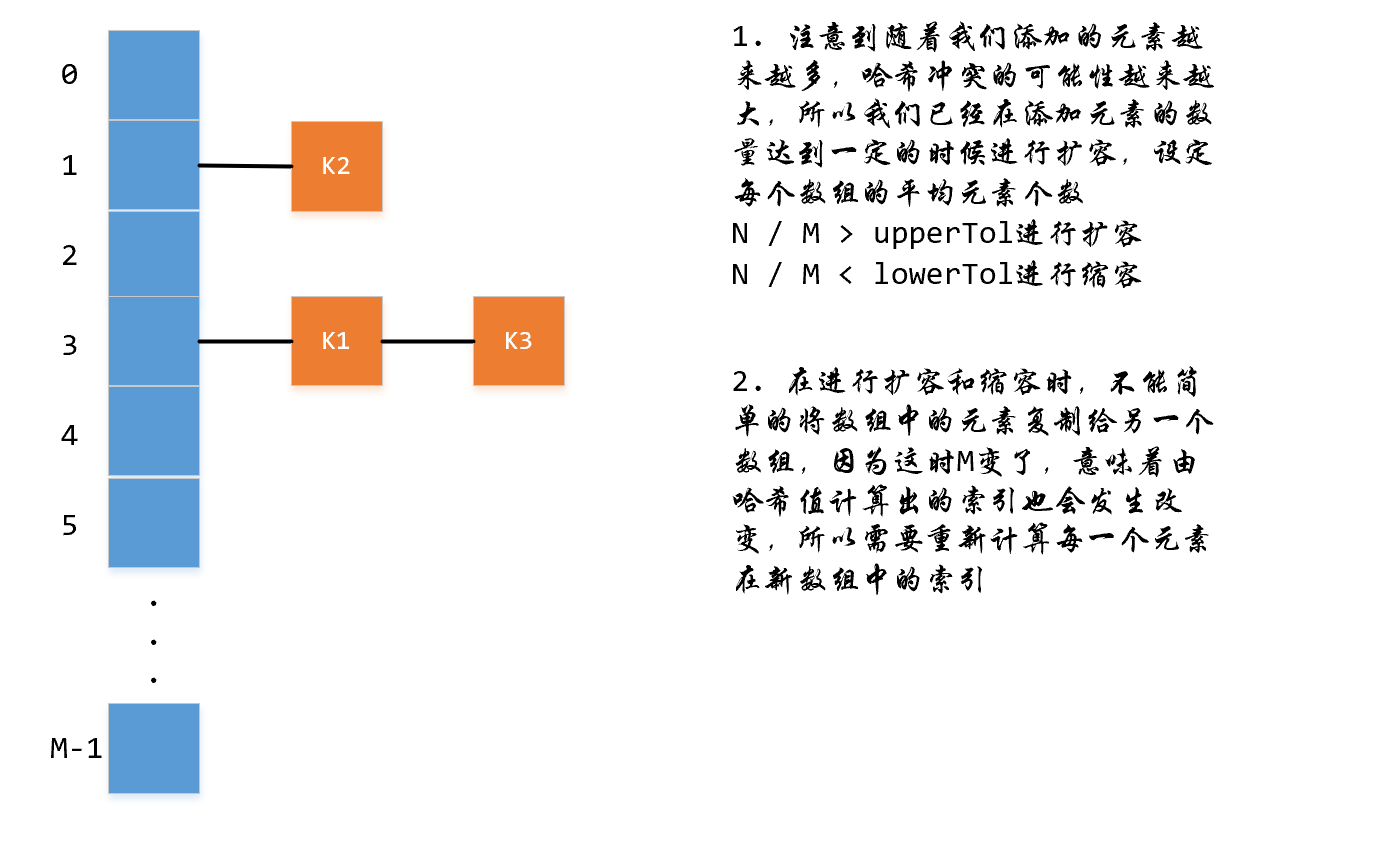 0
1
K2
2
3
K1
K3
4
5
.
.
.
M-1
1. 注意到随着我们添加的元素越
来越多，哈希冲突的可能性越来越
大，所以我们已经在添加元素的数
量达到一定的时候进行扩容，设定
每个数组的平均元素个数
N / M > upperTol进行扩容
N / M < lowerTol进行缩容
2. 在进行扩容和缩容时，不能简
单的将数组中的元素复制给另一个
数组，因为这时M变了，意味着由
哈希值计算出的索引也会发生改
变，所以需要重新计算每一个元素
在新数组中的索引